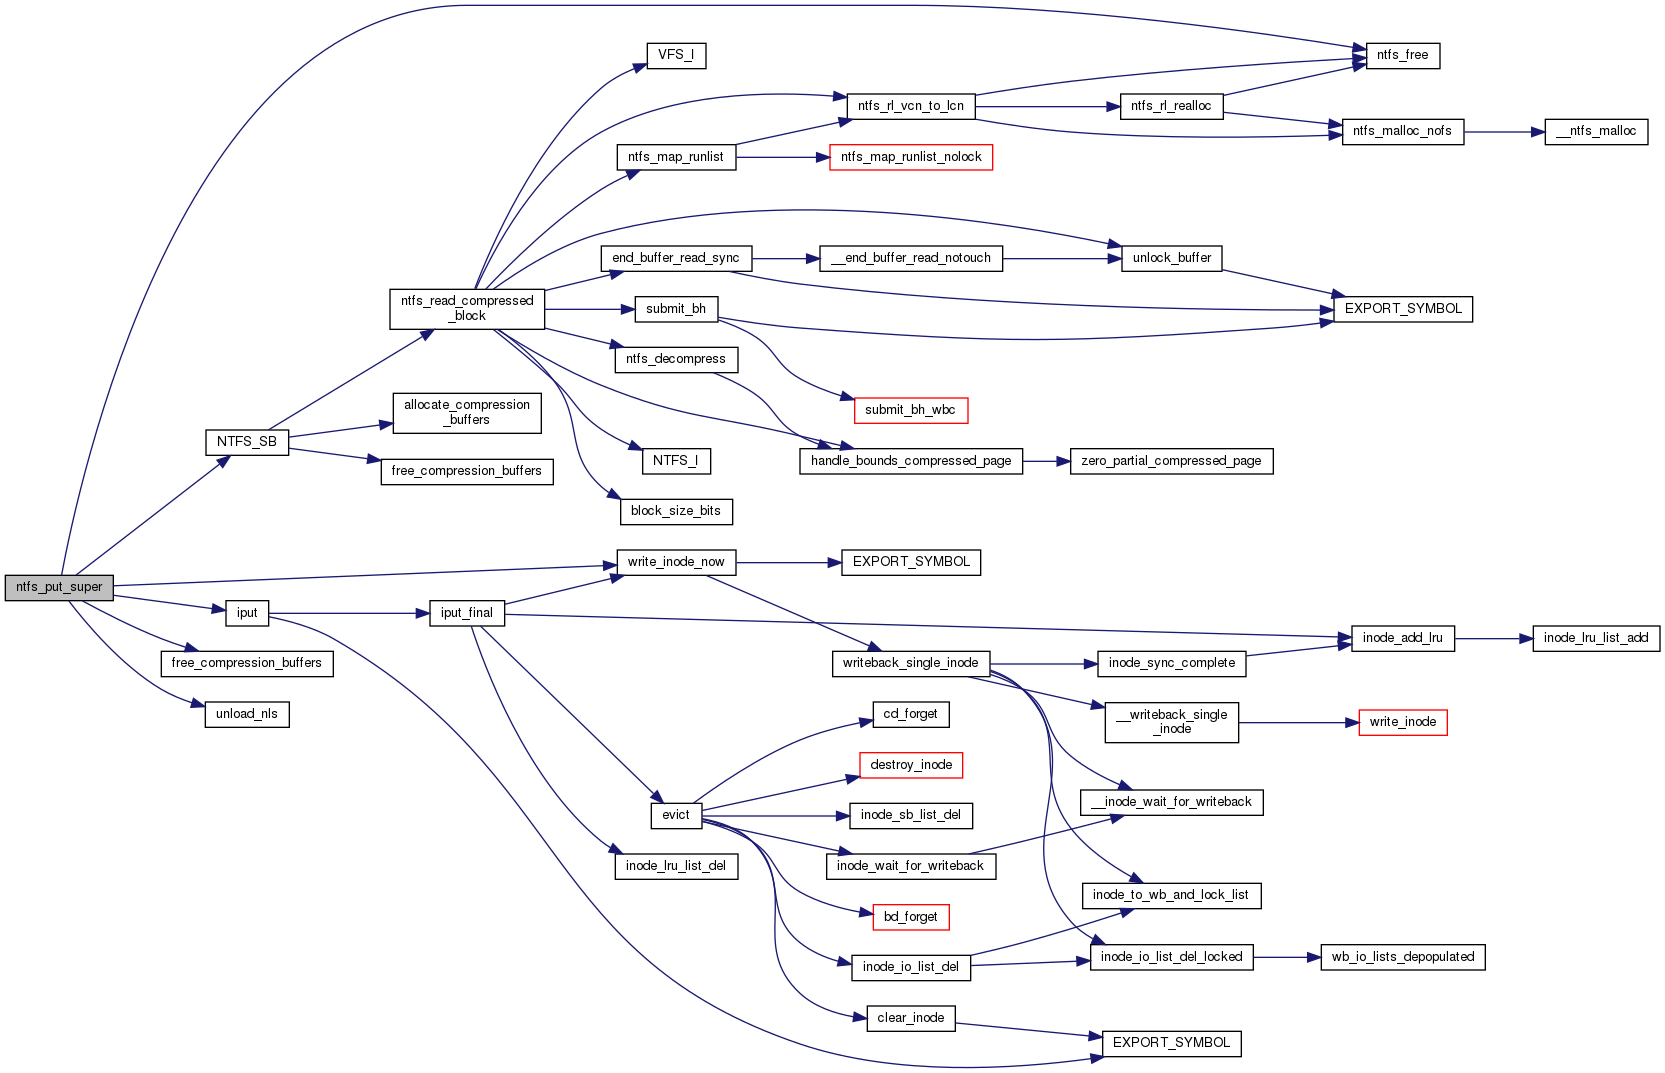 VFS_I
ntfs_free
ntfs_rl_vcn_to_lcn
ntfs_rl_realloc
ntfs_malloc_nofs
__ntfs_malloc
ntfs_map_runlist
ntfs_map_runlist_nolock
end_buffer_read_sync
__end_buffer_read_notouch
unlock_buffer
ntfs_read_compressed
_block
submit_bh
EXPORT_SYMBOL
ntfs_decompress
allocate_compression
_buffers
submit_bh_wbc
NTFS_SB
free_compression_buffers
NTFS_I
handle_bounds_compressed_page
zero_partial_compressed_page
block_size_bits
write_inode_now
EXPORT_SYMBOL
ntfs_put_super
iput
iput_final
inode_add_lru
inode_lru_list_add
free_compression_buffers
writeback_single_inode
inode_sync_complete
unload_nls
cd_forget
__writeback_single
_inode
write_inode
destroy_inode
__inode_wait_for_writeback
evict
inode_sb_list_del
inode_lru_list_del
inode_wait_for_writeback
inode_to_wb_and_lock_list
bd_forget
inode_io_list_del
inode_io_list_del_locked
wb_io_lists_depopulated
clear_inode
EXPORT_SYMBOL